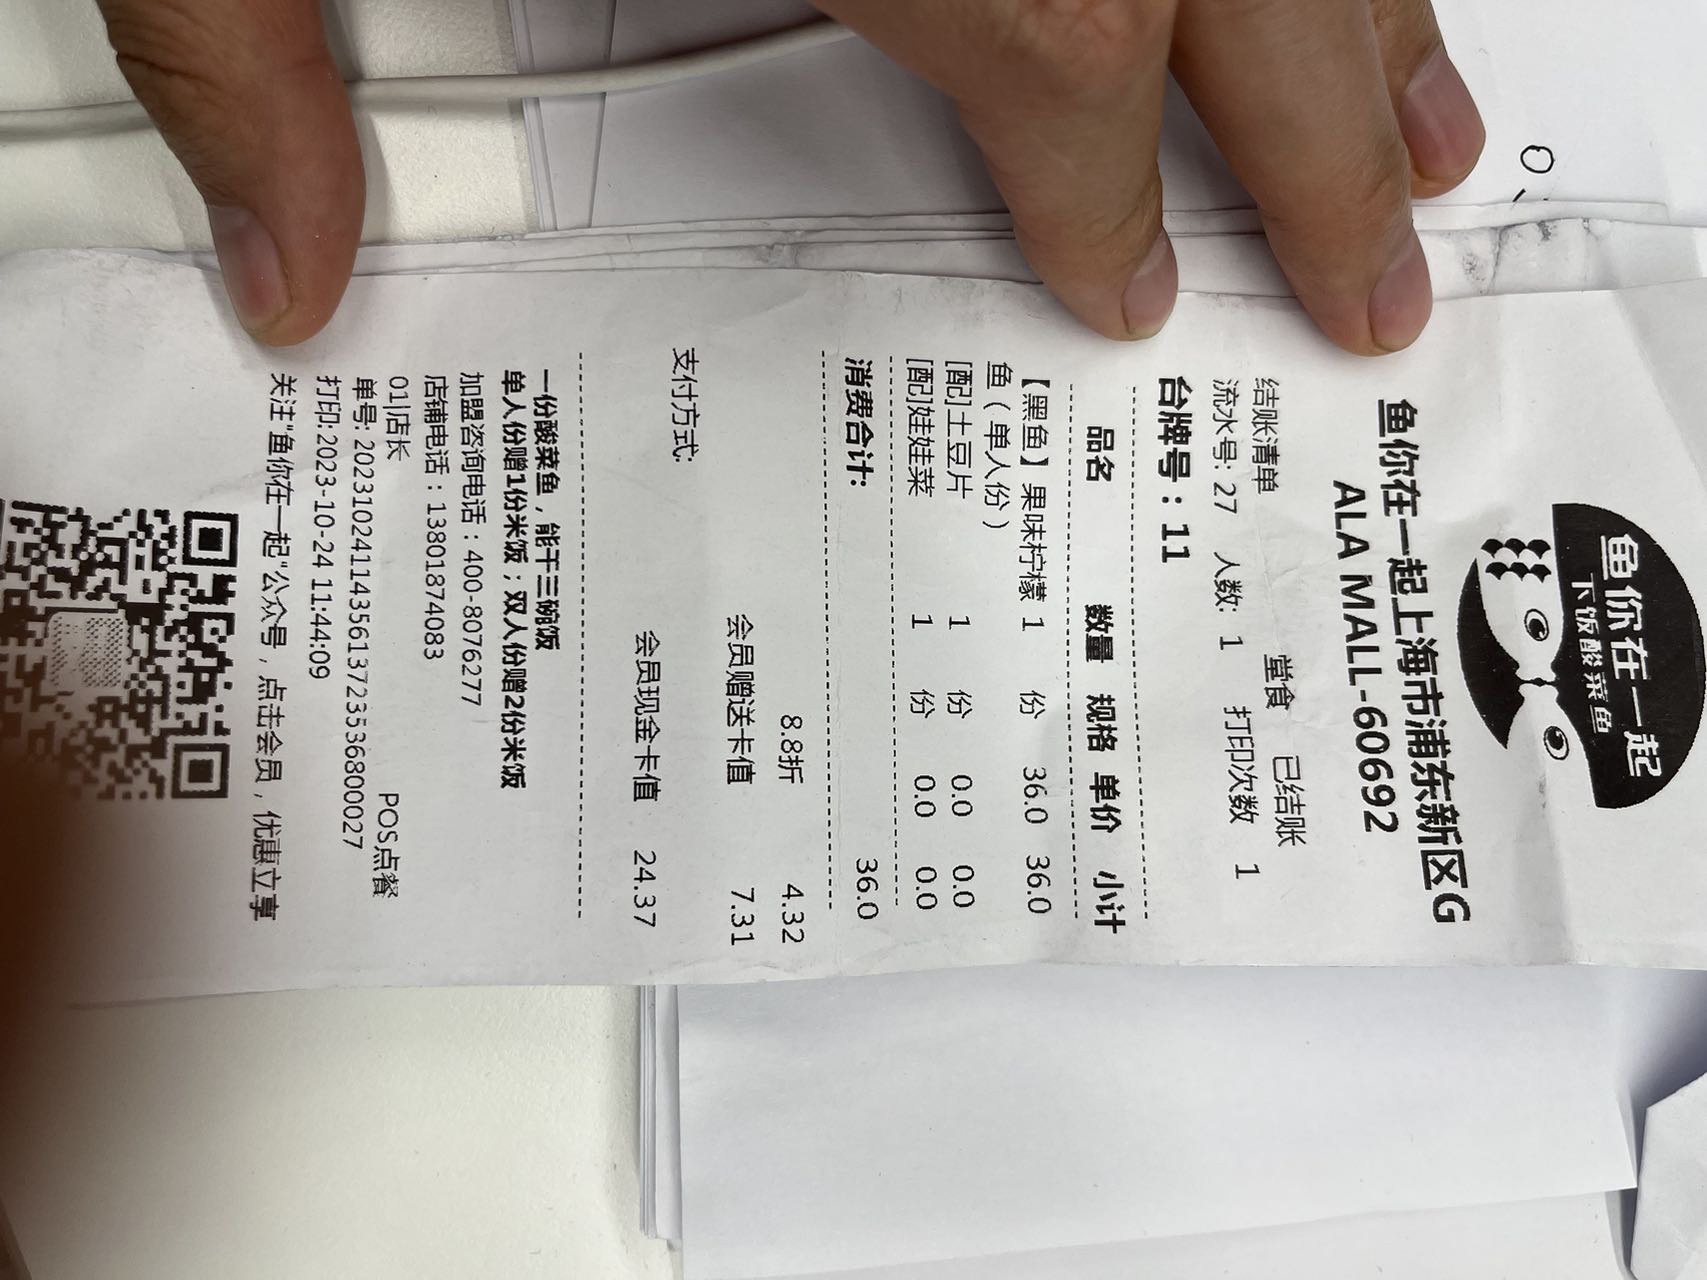 鱼你在一起
下饭酸菜鱼
鱼你在一起上海市浦东新区G
ALA MALL-60692
结账清单 堂食 已结账
流水号: 27 人数: 1 打印次数 1
台牌号：11
品名 数量 规格 单价 小计
【黑鱼】果味柠檬 1 份 36.0 36.0
鱼（单人份）
[配]土豆片 1 份 0.0 0.0
[配]娃娃菜 1 份 0.0 0.0
消费合计: 36.0
8.8折 4.32
会员赠送卡值 7.31
支付方式:
会员现金卡值 24.37
一份酸菜鱼，能干三碗饭
单人份赠1份米饭；双人份赠2份米饭
加盟咨询电话：400-8076277
店铺电话：13801874083
01|店长 POS点餐
单号: 20231024114356137235368000027
打印: 2023-10-24 11:44:09
关注"鱼你在一起"公众号，点击会员，优惠立享